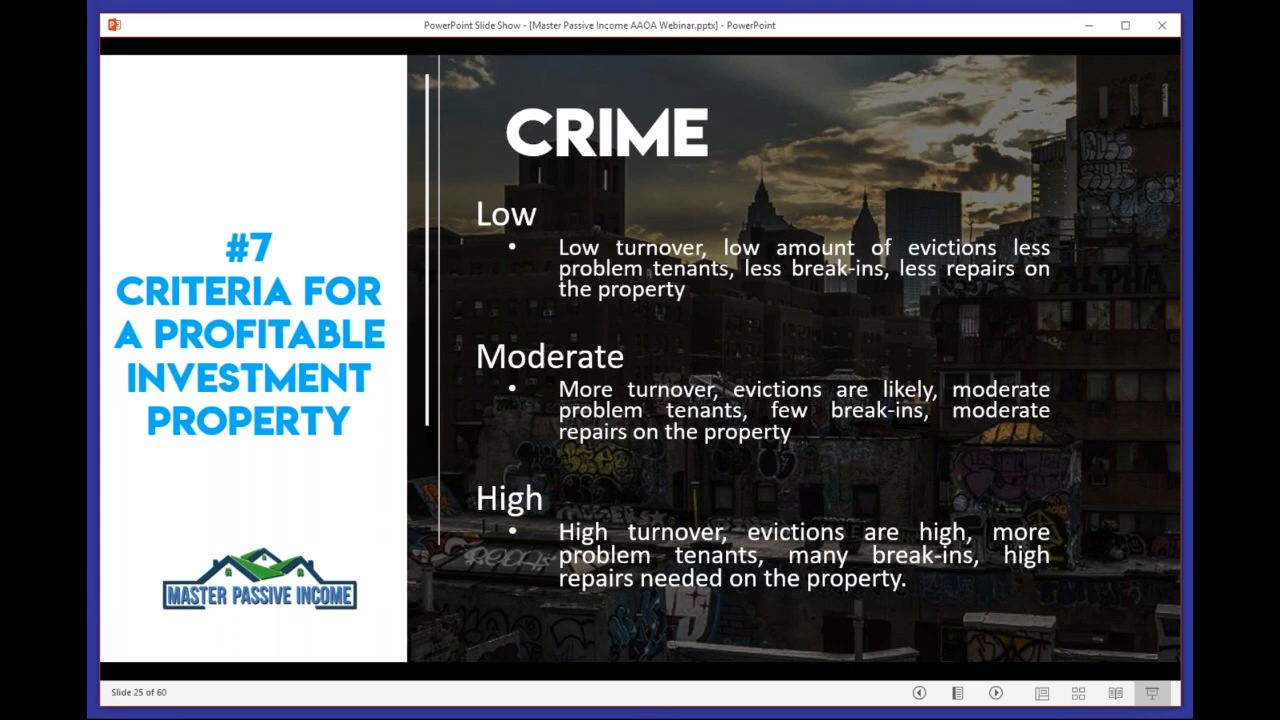 PowerPoint Slide Show - [Master Passive Income AAOA Webinar.pptx] - PowerPoint
#7
CRITERIA FOR
A PROFITABLE
INVESTMENT
PROPERTY
MASTER PASSIVE INCOME
CRIME
Low
• Low turnover, low amount of evictions less
problem tenants, less break-ins, less repairs on
the property
Moderate
• More turnover, evictions are likely, moderate
problem tenants, few break-ins, moderate
repairs on the property
High
• High turnover, evictions are high, more
problem tenants, many break-ins, high
repairs needed on the property.
Slide 25 of 60